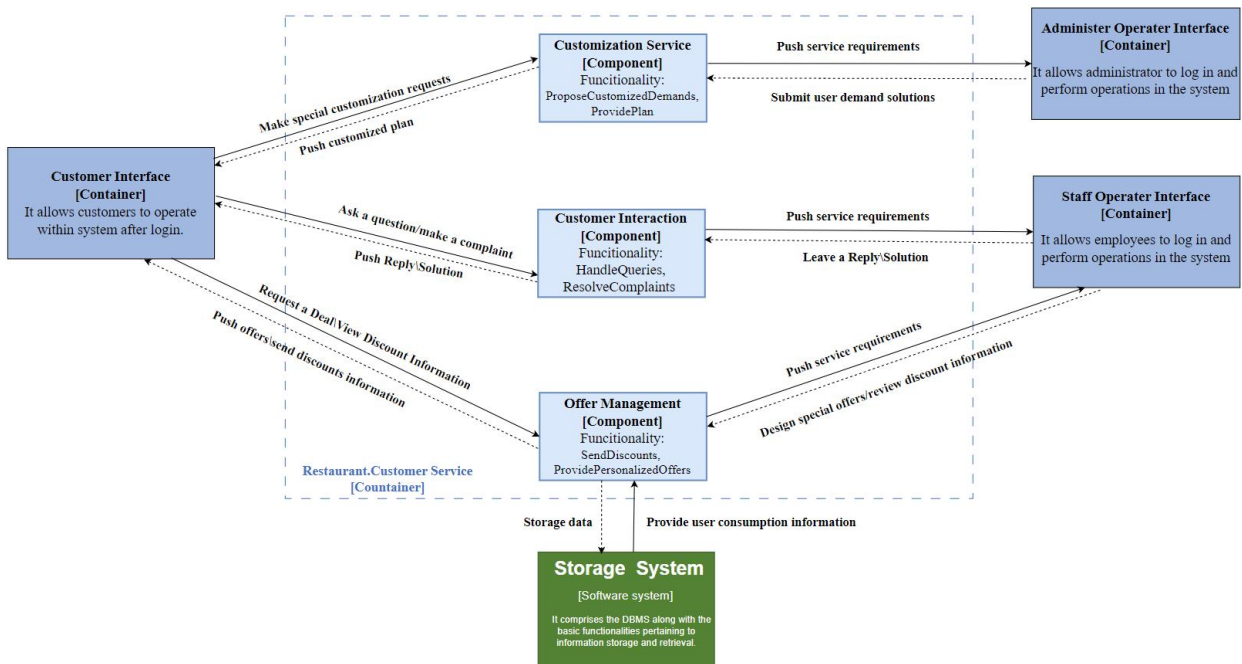 Customization Service
[Component]
Funcitionality:
ProposeCustomizedDemands,
ProvidePlan
Push service requirements
Submit user demand solutions
Administer Operater Interface
[Container]
It allows administrator to log in and
perform operations in the system
Make special customization requests
Push customized plan
Customer Interface
[Container]
It allows customers to operate
within system after login.
Ask a question/make a complaint
Push Reply\Solution
Customer Interaction
[Component]
Funcitionality:
HandleQueries,
ResolveComplaints
Push service requirements
Leave a Reply\Solution
Staff Operater Interface
[Container]
It allows employees to log in and
perform operations in the system
Request a Deal\View Discount Information
Push offers\send discounts information
Offer Management
[Component]
Funcitionality:
SendDiscounts,
ProvidePersonalizedOffers
Push service requirements
Design special offers/review discount information
Restaurant.Customer Service
[Countainer]
Storage data
Provide user consumption information
Storage System
[Software system]
It comprises the DBMS along with the
basic functionalities pertaining to
information storage and retrieval.